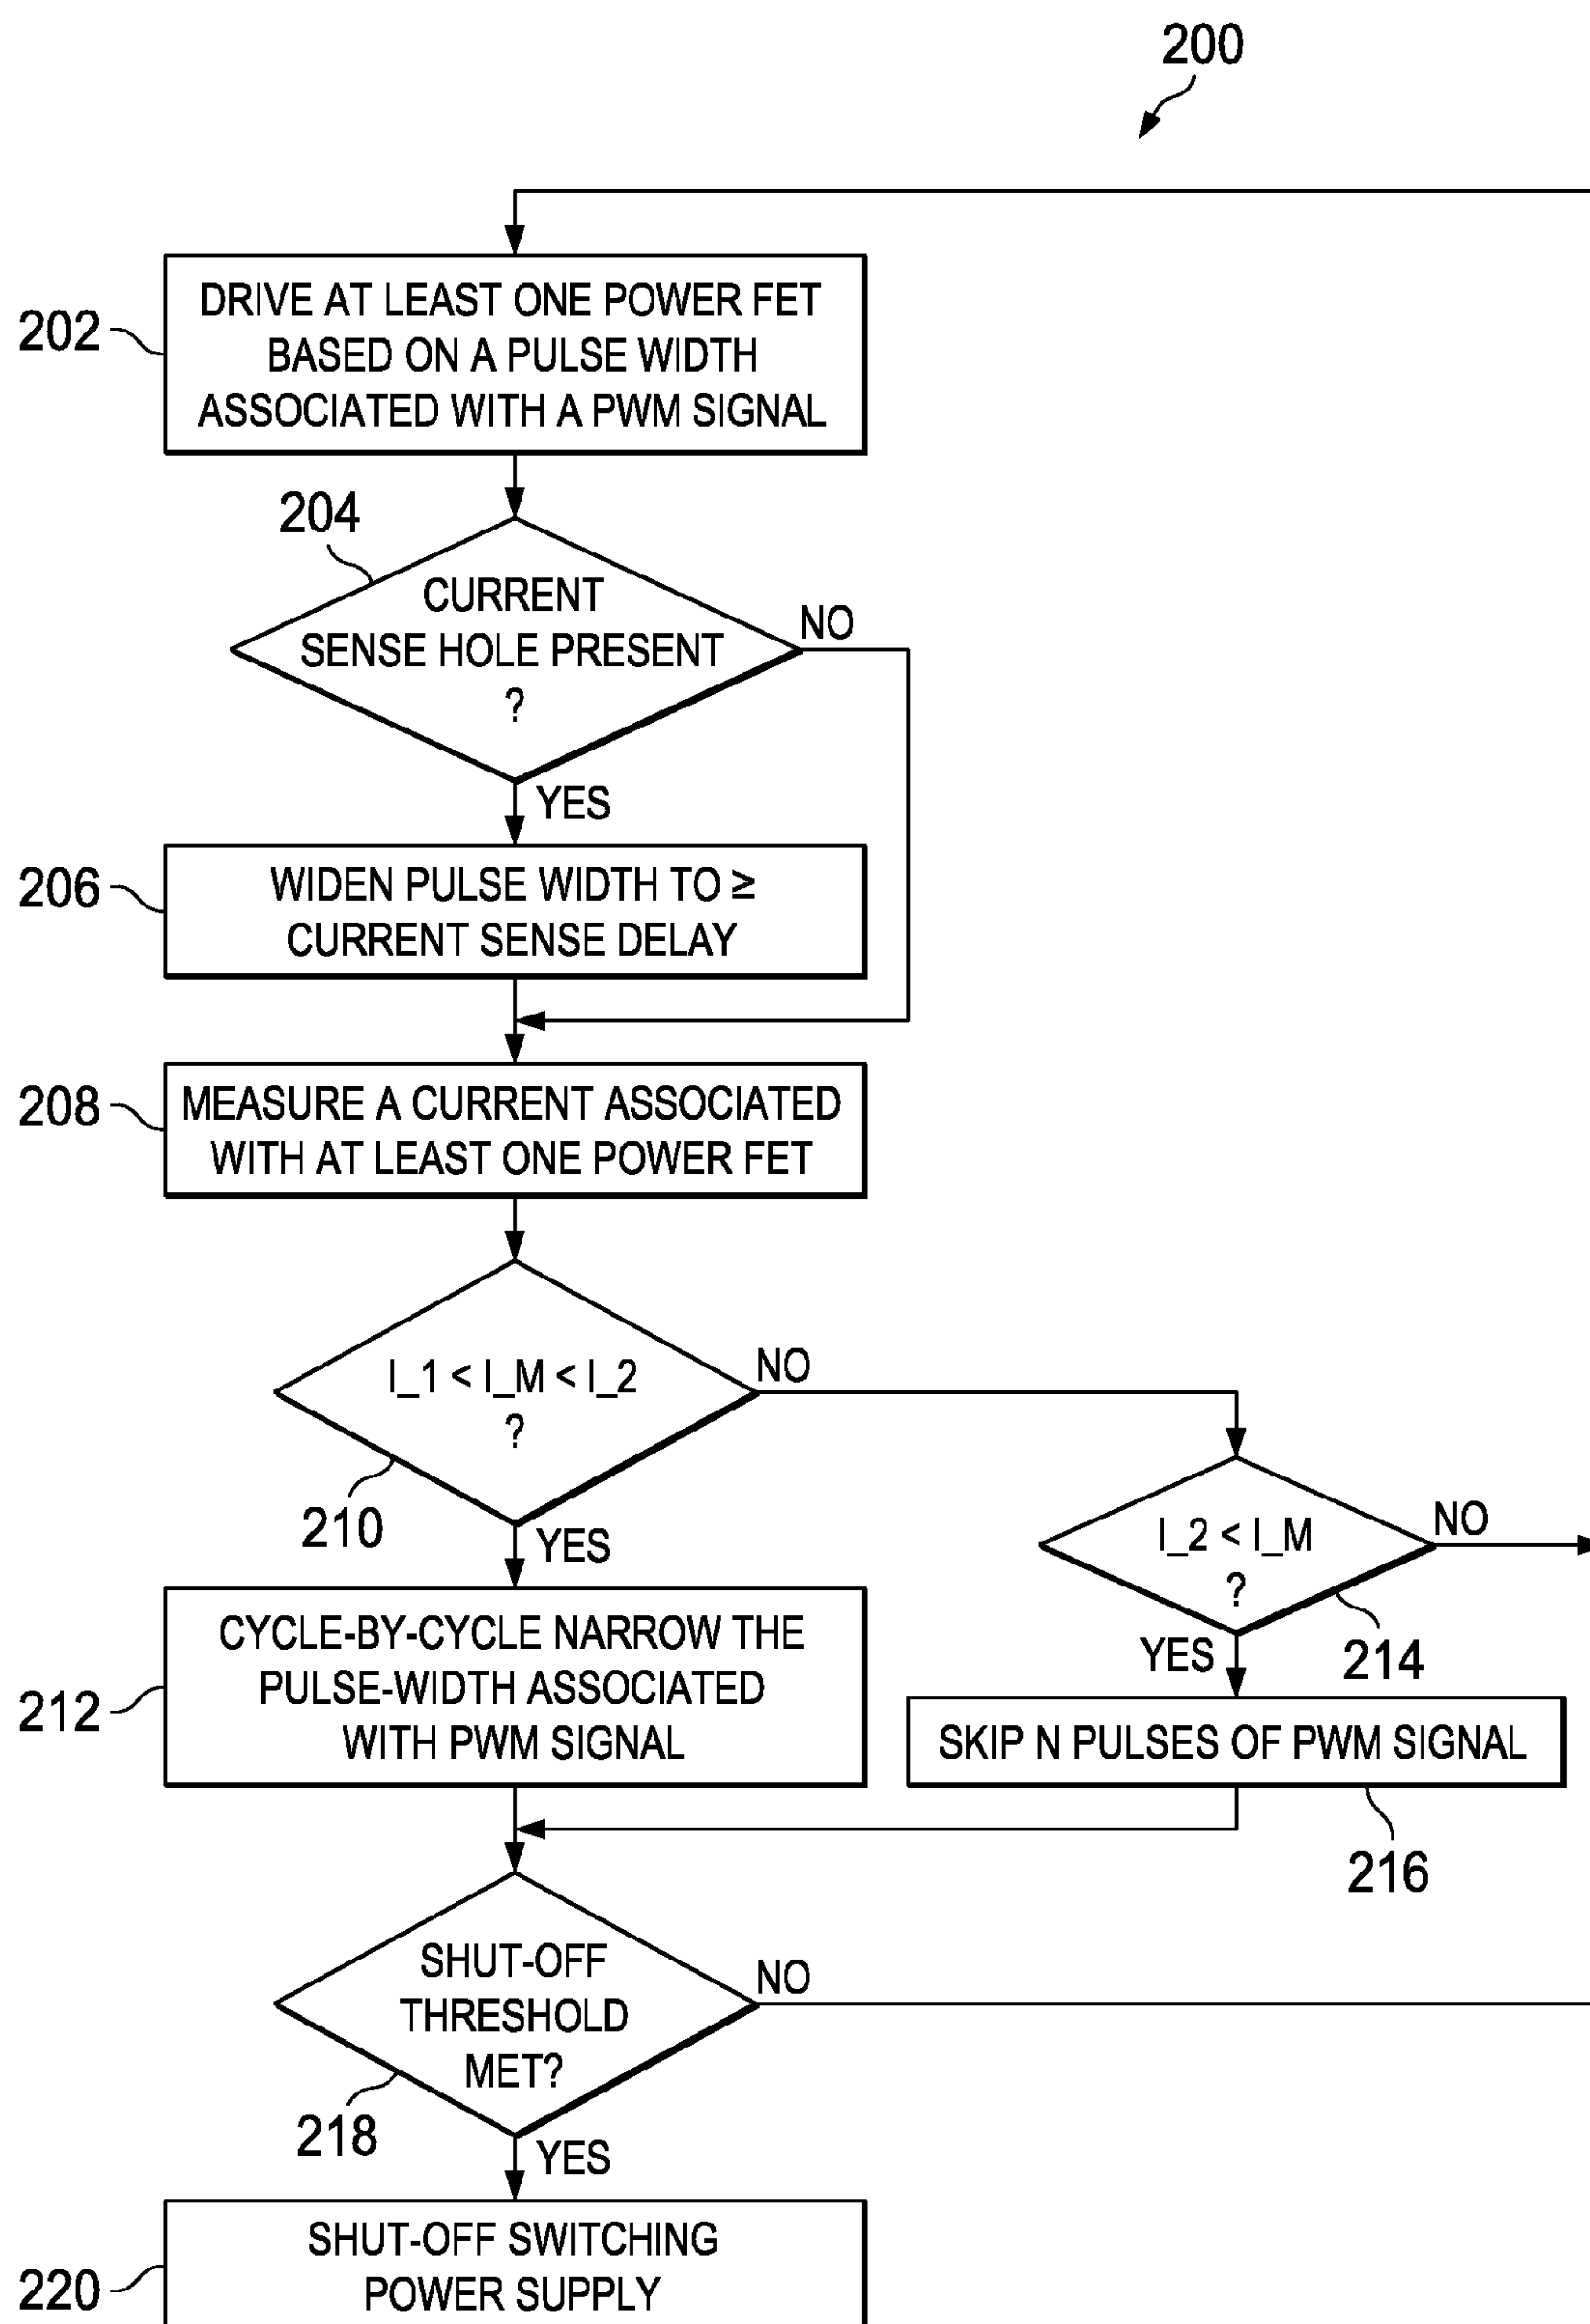 200
202
DRIVE AT LEAST ONE POWER FET
BASED ON A PULSE WIDTH
ASSOCIATED WITH A PWM SIGNAL
204
CURRENT
SENSE HOLE PRESENT
?
NO
YES
206
WIDEN PULSE WIDTH TO ≥
CURRENT SENSE DELAY
208
MEASURE A CURRENT ASSOCIATED
WITH AT LEAST ONE POWER FET
I_1 < I_M < I_2
?
NO
210
YES
I_2 < I_M
?
NO
YES
214
212
CYCLE-BY-CYCLE NARROW THE
PULSE-WIDTH ASSOCIATED
WITH PWM SIGNAL
SKIP N PULSES OF PWM SIGNAL
216
SHUT-OFF
THRESHOLD
MET?
NO
218
YES
220
SHUT-OFF SWITCHING
POWER SUPPLY